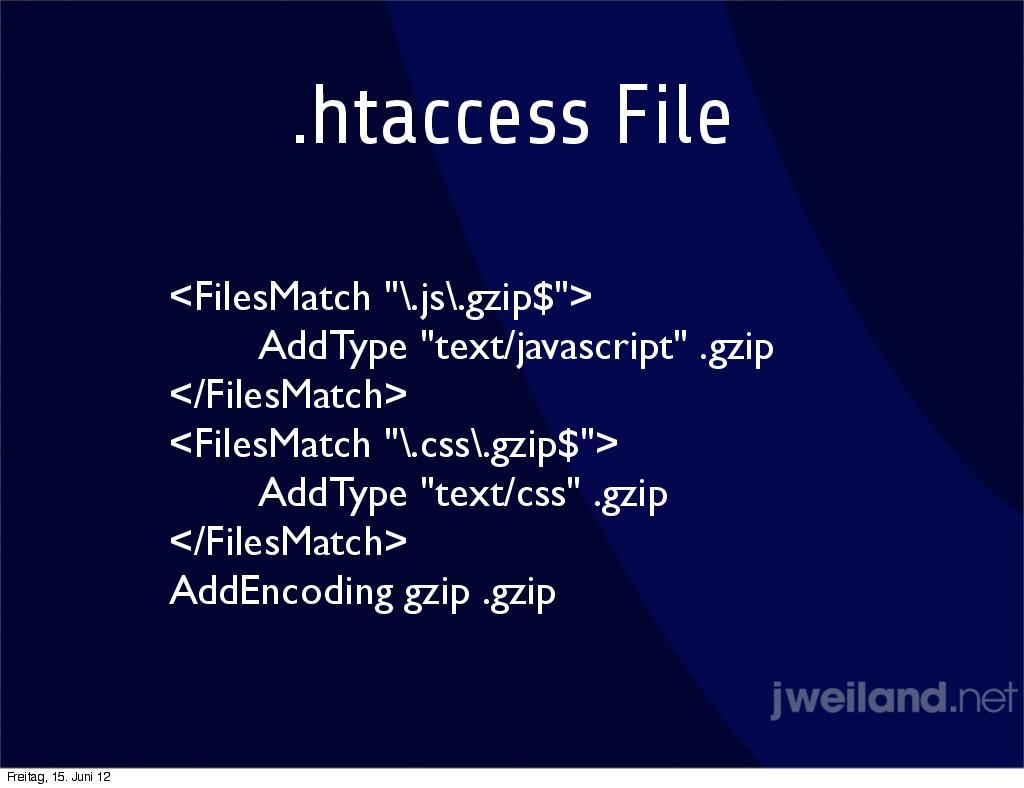 .htaccess File
<FilesMatch "\.js\.gzip$">
AddType "text/javascript" .gzip
</FilesMatch>
<FilesMatch "\.css\.gzip$">
AddType "text/css" .gzip
</FilesMatch>
AddEncoding gzip .gzip
jweiland.net
Freitag, 15. Juni 12